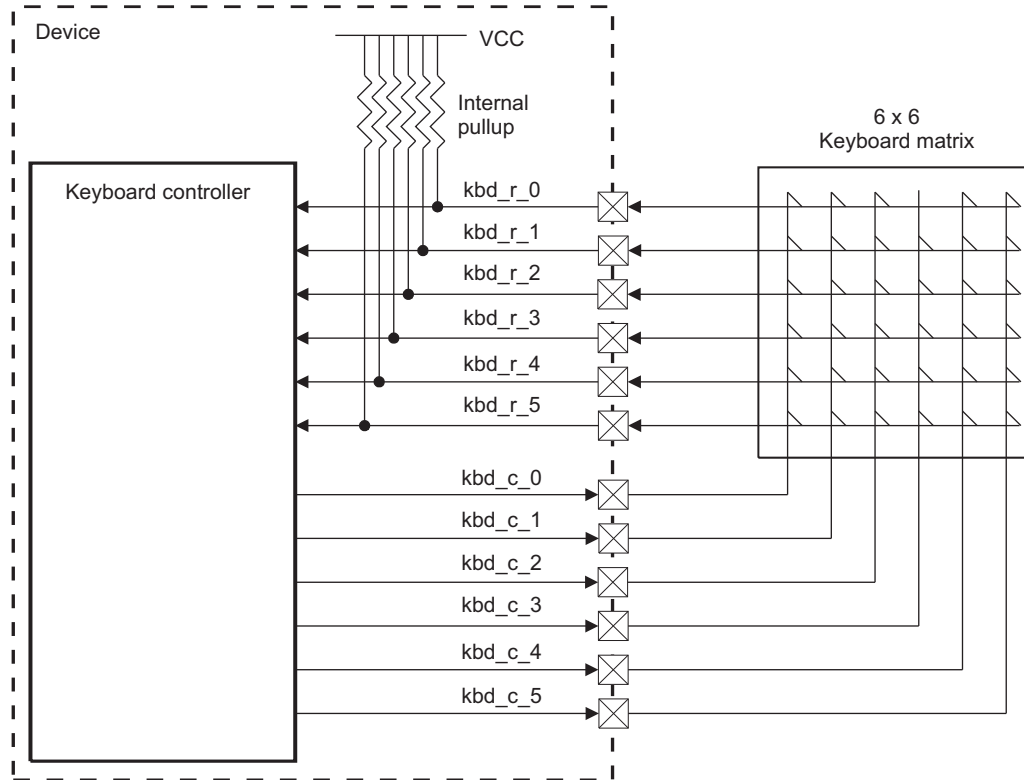 Device
VCC
Internal
pullup
6 x 6
Keyboard matrix
Keyboard controller
kbd_r_0
kbd_r_1
kbd_r_2
kbd_r_3
kbd_r_4
kbd_r_5
kbd_c_0
kbd_c_1
kbd_c_2
kbd_c_3
kbd_c_4
kbd_c_5